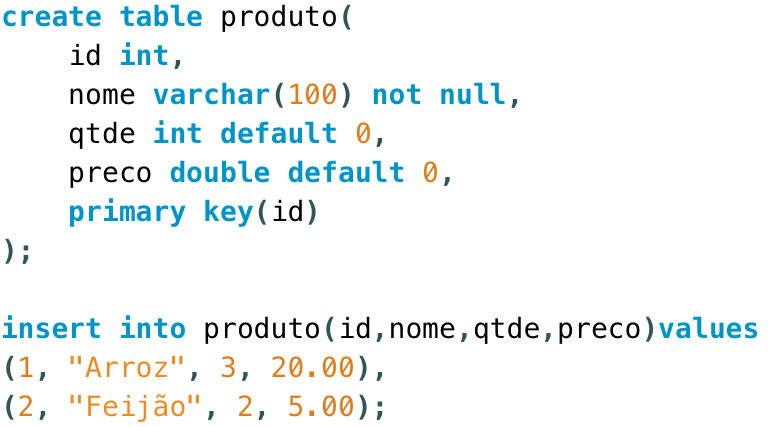 create table produto(
    id int,
    nome varchar(100) not null,
    qtde int default 0,
    preco double default 0,
    primary key(id)
);

insert into produto(id,nome,qtde,preco)values
(1, "Arroz", 3, 20.00),
(2, "Feijão", 2, 5.00);